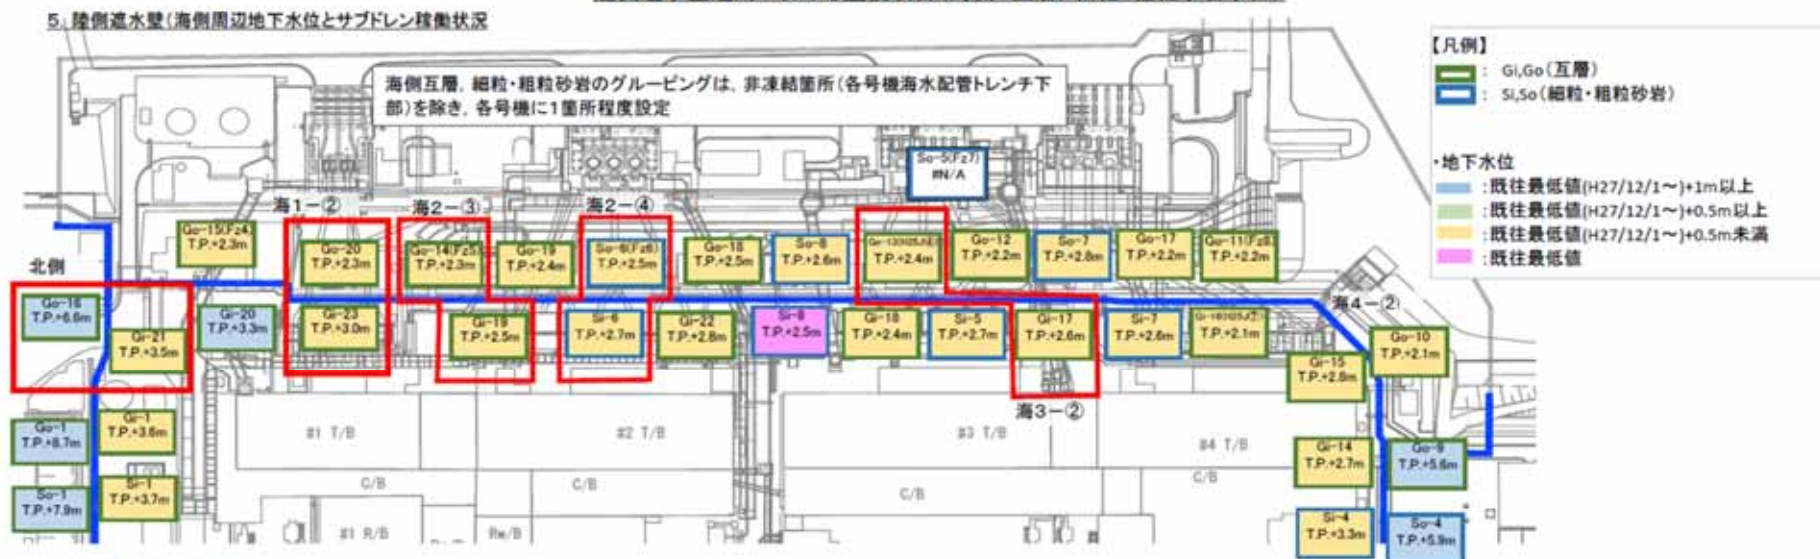 5. 陸側遮水壁(海側周辺地下水位とサブドレン稼働状況
海側互層, 細粒・粗粒砂岩のグルーピングは, 非凍結箇所(各号機海水配管トレンチ下
部)を除き, 各号機に1箇所程度設定
【凡例】
: Gi,Go(互層)
: Si,So(細粒・粗粒砂岩)
・地下水位
:既往最低値(H27/12/1~)+1m以上
:既往最低値(H27/12/1~)+0.5m以上
:既往最低値(H27/12/1~)+0.5m未満
:既往最低値
So-5(Fz7)
#N/A
海1-②
海2-③
海2-④
Go-15(Fz4)
T.P.+2.3m
Go-20
T.P.+2.3m
Go-14(Fz5)
T.P.+2.3m
Go-19
T.P.+2.4m
So-6(Fz6)
T.P.+2.5m
Go-18
T.P.+2.5m
So-8
T.P.+2.6m
T.P.+2.4m
Go-12
T.P.+2.2m
So-7
T.P.+2.8m
Go-17
T.P.+2.2m
Go-11(Fz8)
T.P.+2.2m
北側
Go-16
T.P.+6.6m
Gi-21
T.P.+3.5m
Gi-20
T.P.+3.3m
Gi-23
T.P.+3.0m
Gi-19
T.P.+2.5m
Si-6
T.P.+2.7m
Gi-22
T.P.+2.8m
Si-8
T.P.+2.5m
Gi-18
T.P.+2.4m
Si-5
T.P.+2.7m
Gi-17
T.P.+2.6m
Si-7
T.P.+2.6m
T.P.+2.1m
海4-②
Go-10
T.P.+2.1m
Gi-15
T.P.+2.8m
海3-②
Go-1
T.P.+8.7m
Gi-1
T.P.+3.6m
#1 T/B
#2 T/B
#3 T/B
#4 T/B
Gi-14
T.P.+2.7m
Go-9
T.P.+5.6m
So-1
T.P.+7.9m
Si-1
T.P.+3.7m
C/B
C/B
C/B
C/B
#1 R/B
Rw/B
Si-4
T.P.+3.3m
So-4
T.P.+5.9m